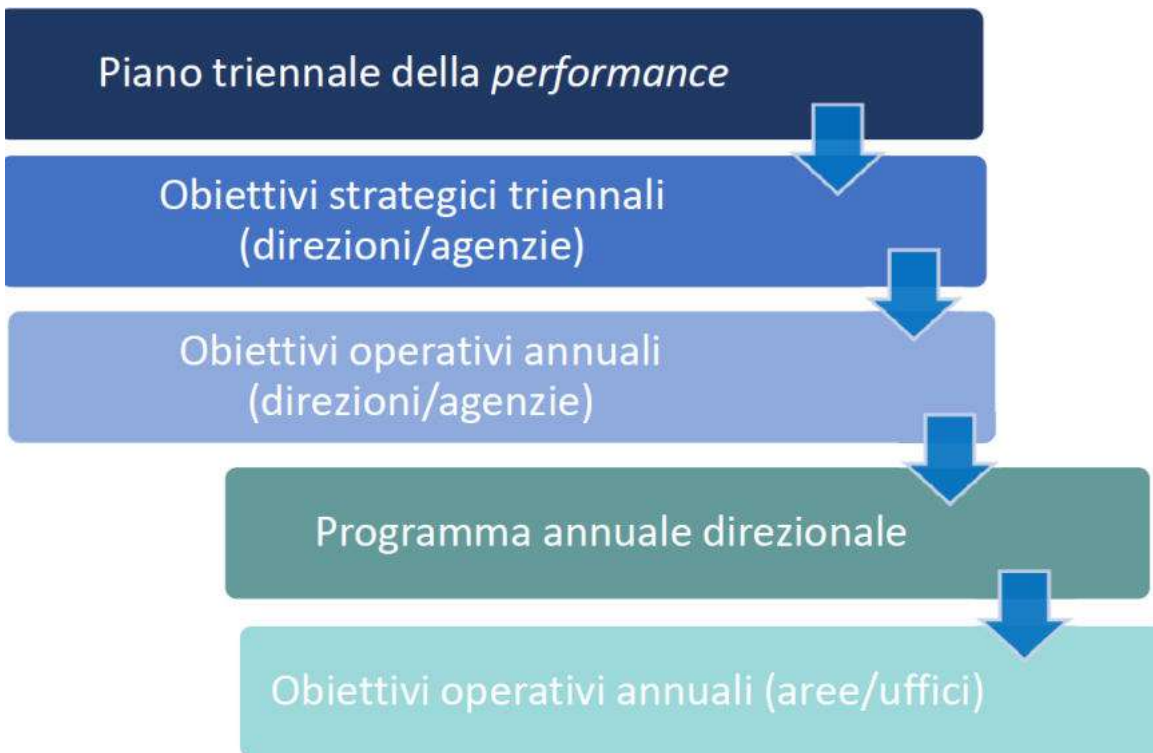 Piano triennale della performance
Obiettivi strategici triennali
(direzioni/agenzie)
Obiettivi operativi annuali
(direzioni/agenzie)
Programma annuale direzionale
Obiettivi operativi annuali (aree/uffici)